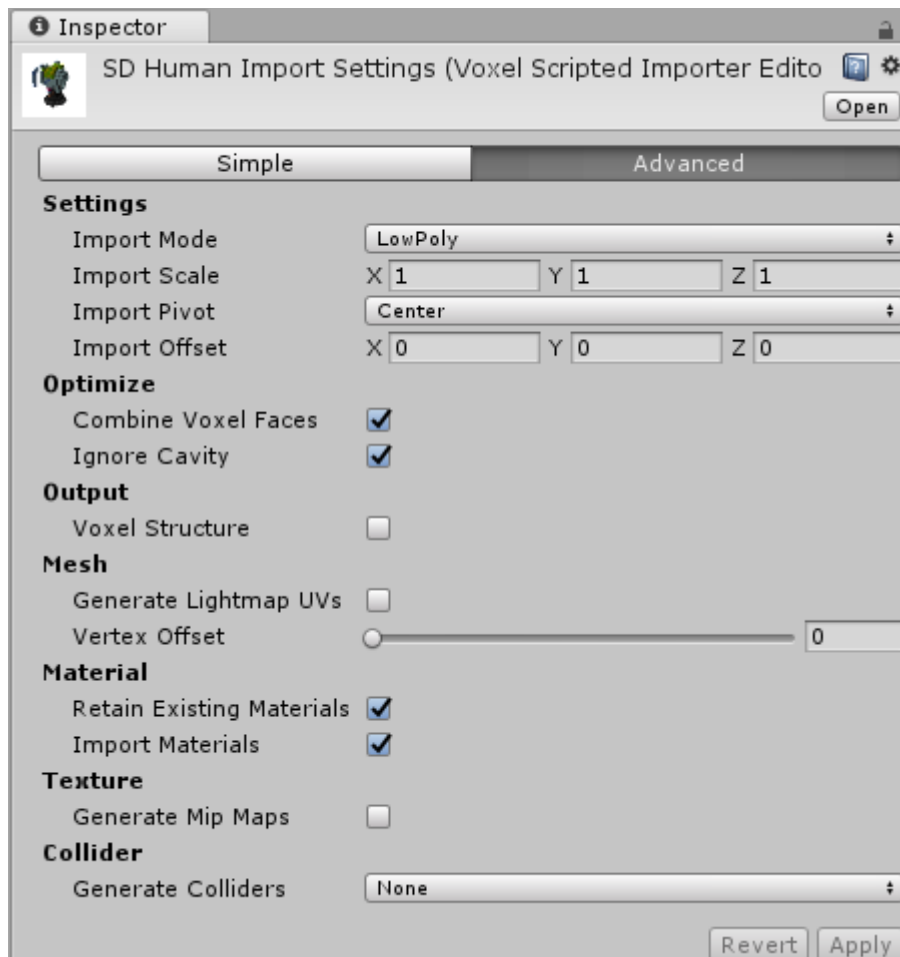 Inspector
SD Human Import Settings (Voxel Scripted Importer Edito
Open
Simple Advanced
Settings
Import Mode LowPoly
Import Scale X 1 Y 1 Z 1
Import Pivot Center
Import Offset X 0 Y 0 Z 0
Optimize
Combine Voxel Faces
Ignore Cavity
Output
Voxel Structure
Mesh
Generate Lightmap UVs
Vertex Offset 0
Material
Retain Existing Materials
Import Materials
Texture
Generate Mip Maps
Collider
Generate Colliders None
Revert Apply